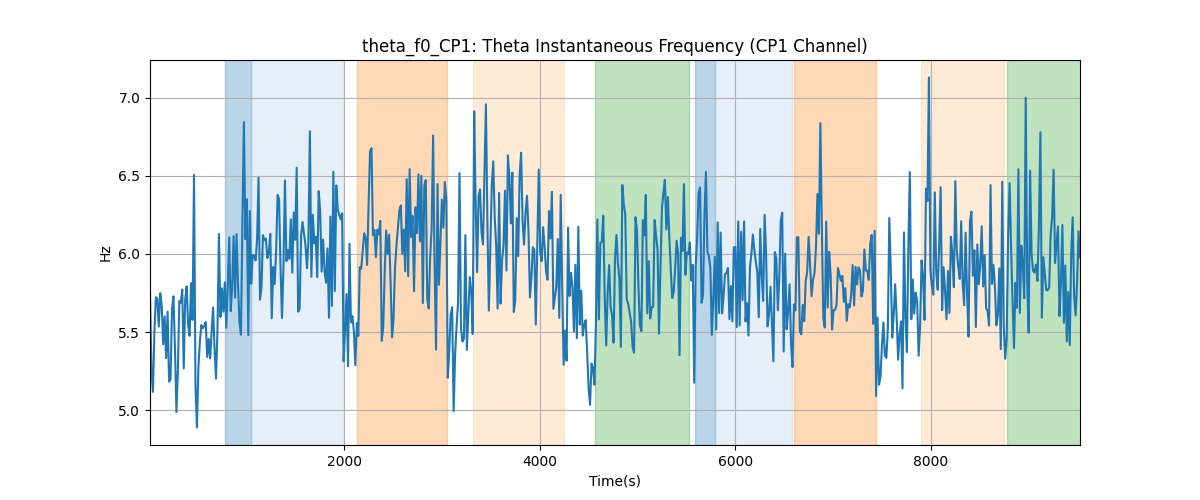 theta_f0_CP1: Theta Instantaneous Frequency (CP1 Channel)
7.0
6.5
6.0
5.5
5.0
Hz
2000 4000 6000 8000
Time(s)